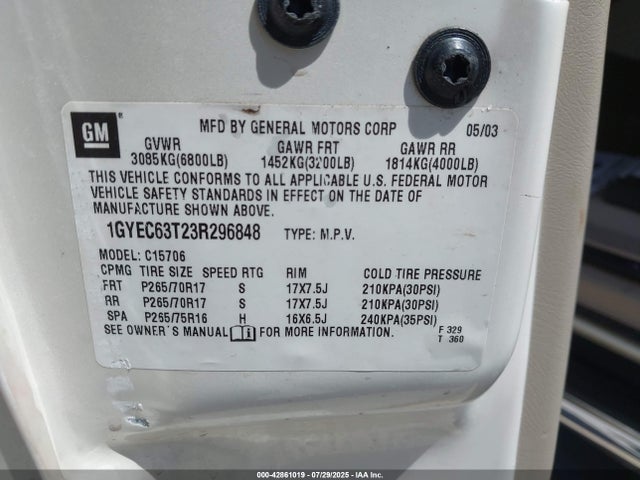 GM ®
MFD BY GENERAL MOTORS CORP 05/03
GVWR GAWR FRT GAWR RR
3085KG(6800LB) 1452KG(3200LB) 1814KG(4000LB)
THIS VEHICLE CONFORMS TO ALL APPLICABLE U.S. FEDERAL MOTOR
VEHICLE SAFETY STANDARDS IN EFFECT ON THE DATE OF
MANUFACTURE SHOWN ABOVE.
1GYEC63T23R296848 TYPE: M.P.V.
MODEL: C15706
CPMG TIRE SIZE SPEED RTG RIM COLD TIRE PRESSURE
FRT P265/70R17 S 17X7.5J 210KPA(30PSI)
RR P265/70R17 S 17X7.5J 210KPA(30PSI)
SPA P265/75R16 H 16X6.5J 240KPA(35PSI)
SEE OWNER'S MANUAL FOR MORE INFORMATION. F 329
T 360
000-42861019 | 07/29/2025 | IAA Inc.